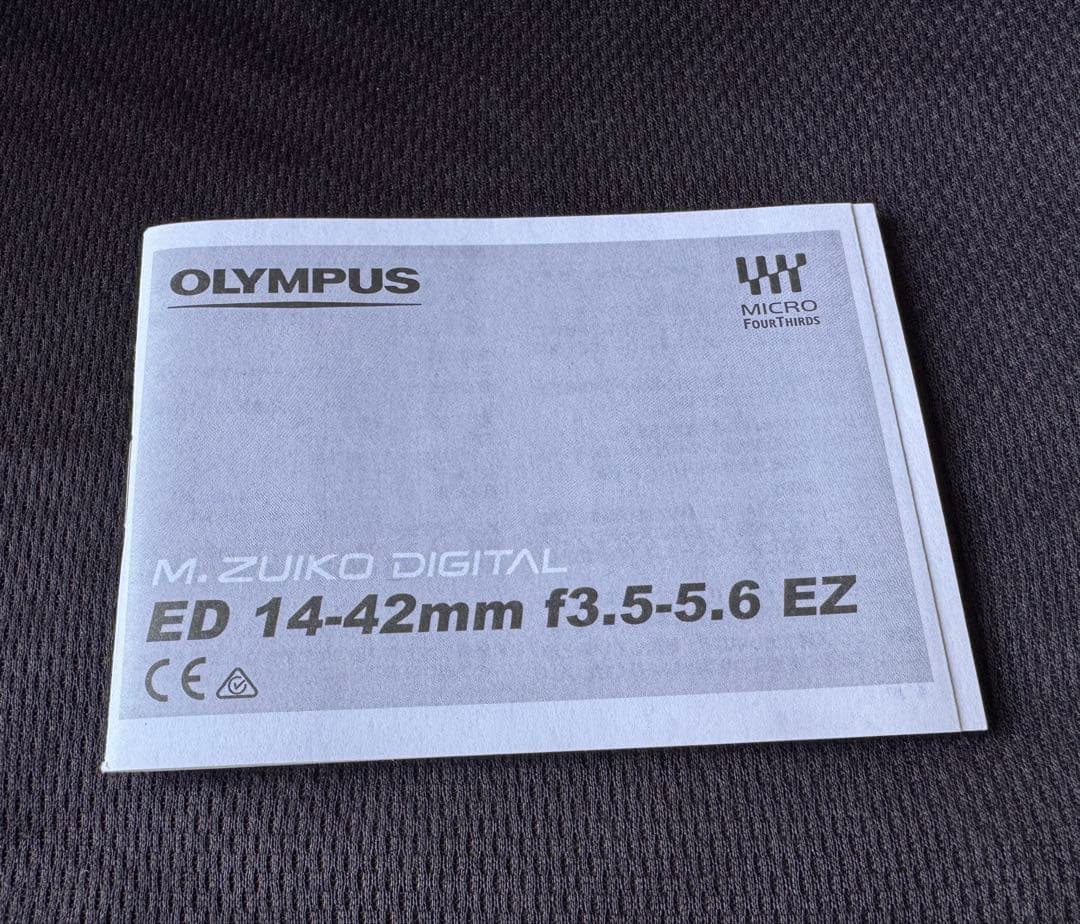 OLYMPUS
MICRO
FOURTHIRDS
M. ZUIKO DIGITAL
ED 14-42mm f3.5-5.6 EZ
CE